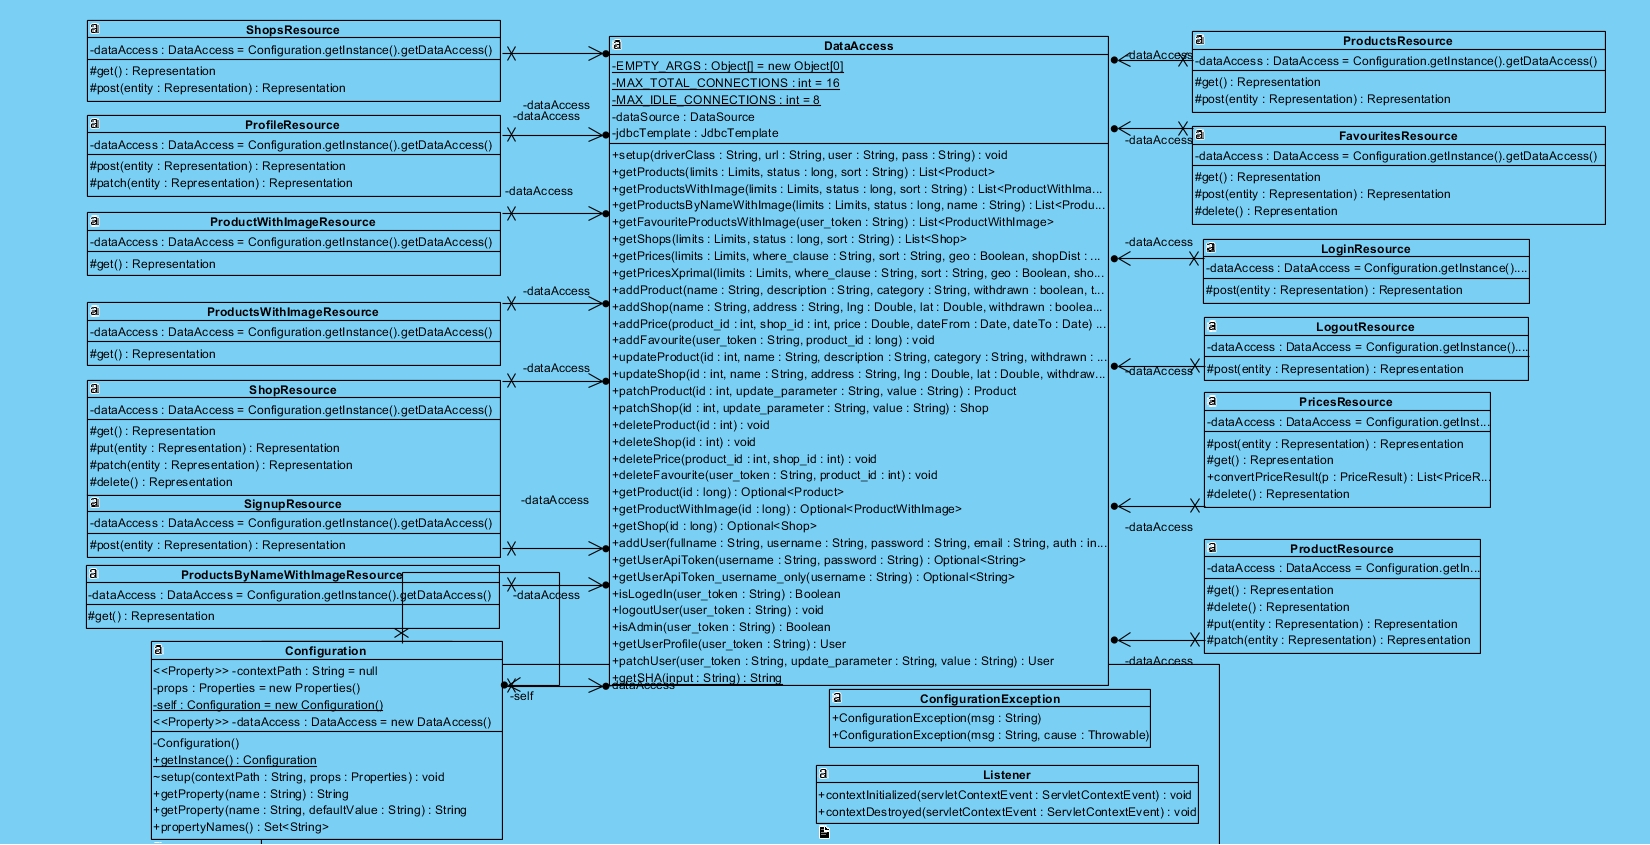 ShopsResource
-dataAccess : DataAccess = Configuration.getInstance().getDataAccess()
#get() : Representation
#post(entity : Representation) : Representation
ProfileResource
-dataAccess : DataAccess = Configuration.getInstance().getDataAccess()
#post(entity : Representation) : Representation
#patch(entity : Representation) : Representation
ProductWithImageResource
-dataAccess : DataAccess = Configuration.getInstance().getDataAccess()
#get() : Representation
ProductsWithImageResource
-dataAccess : DataAccess = Configuration.getInstance().getDataAccess()
#get() : Representation
ShopResource
-dataAccess : DataAccess = Configuration.getInstance().getDataAccess()
#get() : Representation
#put(entity : Representation) : Representation
#patch(entity : Representation) : Representation
#delete() : Representation
SignupResource
-dataAccess : DataAccess = Configuration.getInstance().getDataAccess()
#post(entity : Representation) : Representation
ProductsByNameWithImageResource
-dataAccess : DataAccess = Configuration.getInstance().getDataAccess()
#get() : Representation
Configuration
<<Property>> -contextPath : String = null
-props : Properties = new Properties()
-self : Configuration = new Configuration()
<<Property>> -dataAccess : DataAccess = new DataAccess()
-Configuration()
+getInstance() : Configuration
~setup(contextPath : String, props : Properties) : void
+getProperty(name : String) : String
+getProperty(name : String, defaultValue : String) : String
+propertyNames() : Set<String>
-dataAccess
-dataAccess
-dataAccess
-dataAccess
-dataAccess
-dataAccess
-dataAccess
-self
dataAccess
DataAccess
-EMPTY_ARGS : Object[] = new Object[0]
-MAX_TOTAL_CONNECTIONS : int = 16
-MAX_IDLE_CONNECTIONS : int = 8
-dataSource : DataSource
-jdbcTemplate : JdbcTemplate
+setup(driverClass : String, url : String, user : String, pass : String) : void
+getProducts(limits : Limits, status : long, sort : String) : List<Product>
+getProductsWithImage(limits : Limits, status : long, sort : String) : List<ProductWithIma...
+getProductsByNameWithImage(limits : Limits, status : long, name : String) : List<Produ...
+getFavouriteProductsWithImage(user_token : String) : List<ProductWithImage>
+getShops(limits : Limits, status : long, sort : String) : List<Shop>
+getPrices(limits : Limits, where_clause : String, sort : String, geo : Boolean, shopDist : ...
+getPricesXprimal(limits : Limits, where_clause : String, sort : String, geo : Boolean, sho...
+addProduct(name : String, description : String, category : String, withdrawn : boolean, t...
+addShop(name : String, address : String, lng : Double, lat : Double, withdrawn : boolea...
+addPrice(product_id : int, shop_id : int, price : Double, dateFrom : Date, dateTo : Date) ...
+addFavourite(user_token : String, product_id : long) : void
+updateProduct(id : int, name : String, description : String, category : String, withdrawn : ...
+updateShop(id : int, name : String, address : String, lng : Double, lat : Double, withdraw...
+patchProduct(id : int, update_parameter : String, value : String) : Product
+patchShop(id : int, update_parameter : String, value : String) : Shop
+deleteProduct(id : int) : void
+deleteShop(id : int) : void
+deletePrice(product_id : int, shop_id : int) : void
+deleteFavourite(user_token : String, product_id : int) : void
+getProduct(id : long) : Optional<Product>
+getProductWithImage(id : long) : Optional<ProductWithImage>
+getShop(id : long) : Optional<Shop>
+addUser(fullname : String, username : String, password : String, email : String, auth : in...
+getUserApiToken(username : String, password : String) : Optional<String>
+getUserApiToken_username_only(username : String) : Optional<String>
+isLogedIn(user_token : String) : Boolean
+logoutUser(user_token : String) : void
+isAdmin(user_token : String) : Boolean
+getUserProfile(user_token : String) : User
+patchUser(user_token : String, update_parameter : String, value : String) : User
+getSHA(input : String) : String
ConfigurationException
+ConfigurationException(msg : String)
+ConfigurationException(msg : String, cause : Throwable)
Listener
+contextInitialized(servletContextEvent : ServletContextEvent) : void
+contextDestroyed(servletContextEvent : ServletContextEvent) : void
-dataAccess
-dataAccess
-dataAccess
-dataAccess
-dataAccess
-dataAccess
ProductsResource
-dataAccess : DataAccess = Configuration.getInstance().getDataAccess()
#get() : Representation
#post(entity : Representation) : Representation
FavouritesResource
-dataAccess : DataAccess = Configuration.getInstance().getDataAccess()
#get() : Representation
#post(entity : Representation) : Representation
#delete() : Representation
LoginResource
-dataAccess : DataAccess = Configuration.getInstance()....
#post(entity : Representation) : Representation
LogoutResource
-dataAccess : DataAccess = Configuration.getInstance()....
#post(entity : Representation) : Representation
PricesResource
-dataAccess : DataAccess = Configuration.getInst...
#post(entity : Representation) : Representation
#get() : Representation
+convertPriceResult(p : PriceResult) : List<PriceR...
#delete() : Representation
ProductResource
-dataAccess : DataAccess = Configuration.getIn...
#get() : Representation
#delete() : Representation
#put(entity : Representation) : Representation
#patch(entity : Representation) : Representation